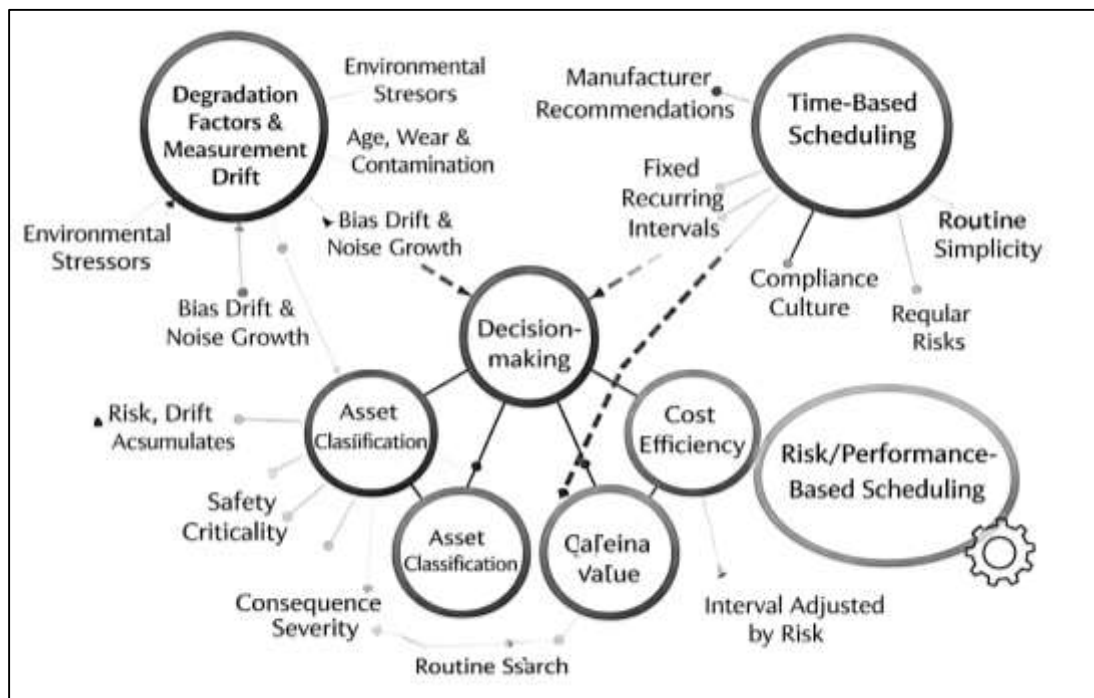 Degradation
Factors &
Measurement
Drift
Environmental
Stresors
Age, Wear &
Contamination
Bias Drift &
Noise Growth
Environmental
Stressors
Bias Drift &
Noise Growth
Manufacturer
Recommendations
Time-Based
Scheduling
Fixed
Recurring
Intervals
Routine
Simplicity
Compliance
Culture
Reqular
Risks
Decision-
making
Risk, Drift
Acsumulates
Asset
Classiification
Cost
Efficiency
Risk/Performance-
Based Scheduling
Safety
Criticality
Asset
Classification
Value
Consequence
Severity
Interval Adjusted
by Risk
Routine Ssarch